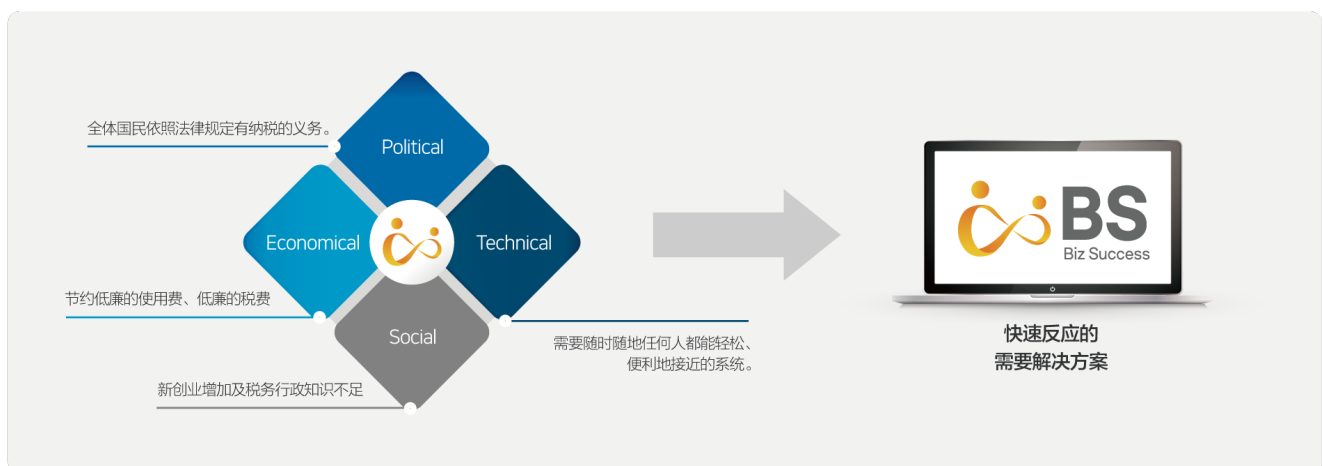 全体国民依照法律规定有纳税的义务。
Political
Economical
Technical
节约低廉的使用费、低廉的税费
Social
需要随时随地任何人都能轻松、
便利地接近的系统。
新创业增加及税务行政知识不足
BS
Biz Success
快速反应的
需要解决方案